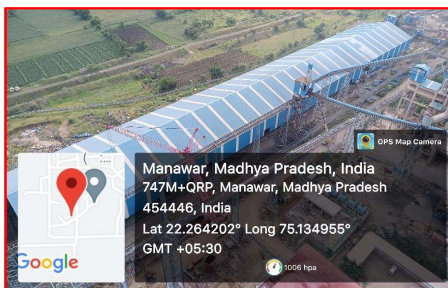 GPS Map Camera
Manawar, Madhya Pradesh, India
747M+QRP, Manawar, Madhya Pradesh
454446, India
Lat 22.264202° Long 75.134955°
GMT +05:30
Google
1006 hpa